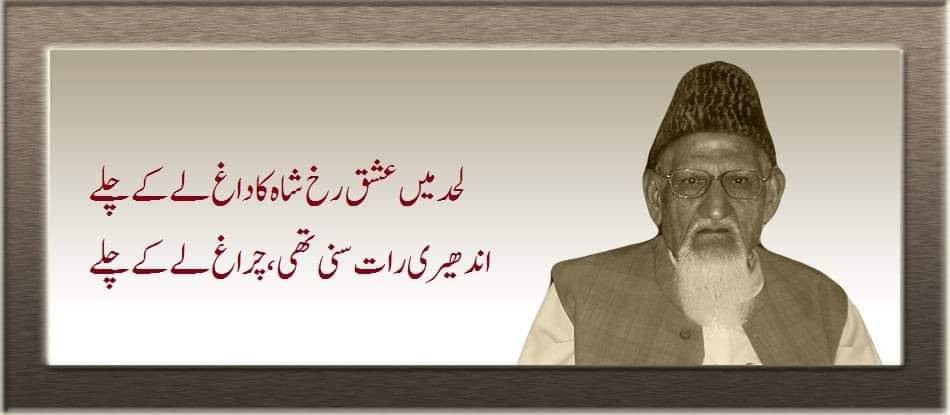 لحد میں عشق رخ شاہ کا داغ لے کے چلے
اندھیری رات سنی تھی، چراغ لے کے چلے